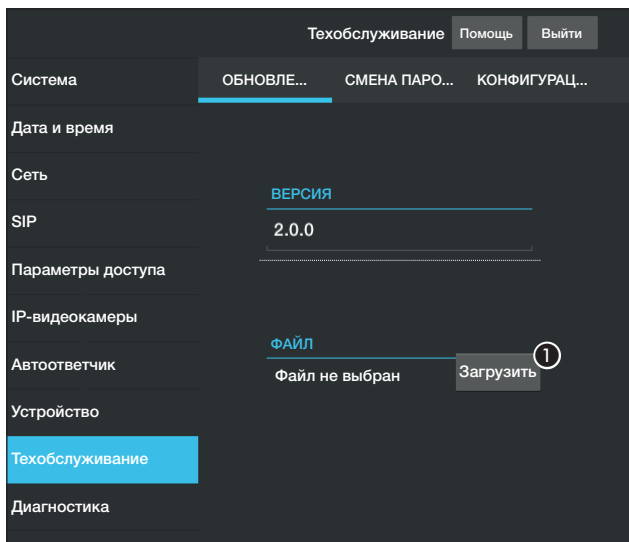 Техобслуживание Помощь Выйти
Система
Дата и время
Сеть
SIP
Параметры доступа
IP-видеокамеры
Автоответчик
Устройство
Техобслуживание
Диагностика
ОБНОВЛЕ... СМЕНА ПАРО... КОНФИГУРАЦ...
ВЕРСИЯ
2.0.0
ФАЙЛ
Файл не выбран Загрузить
1